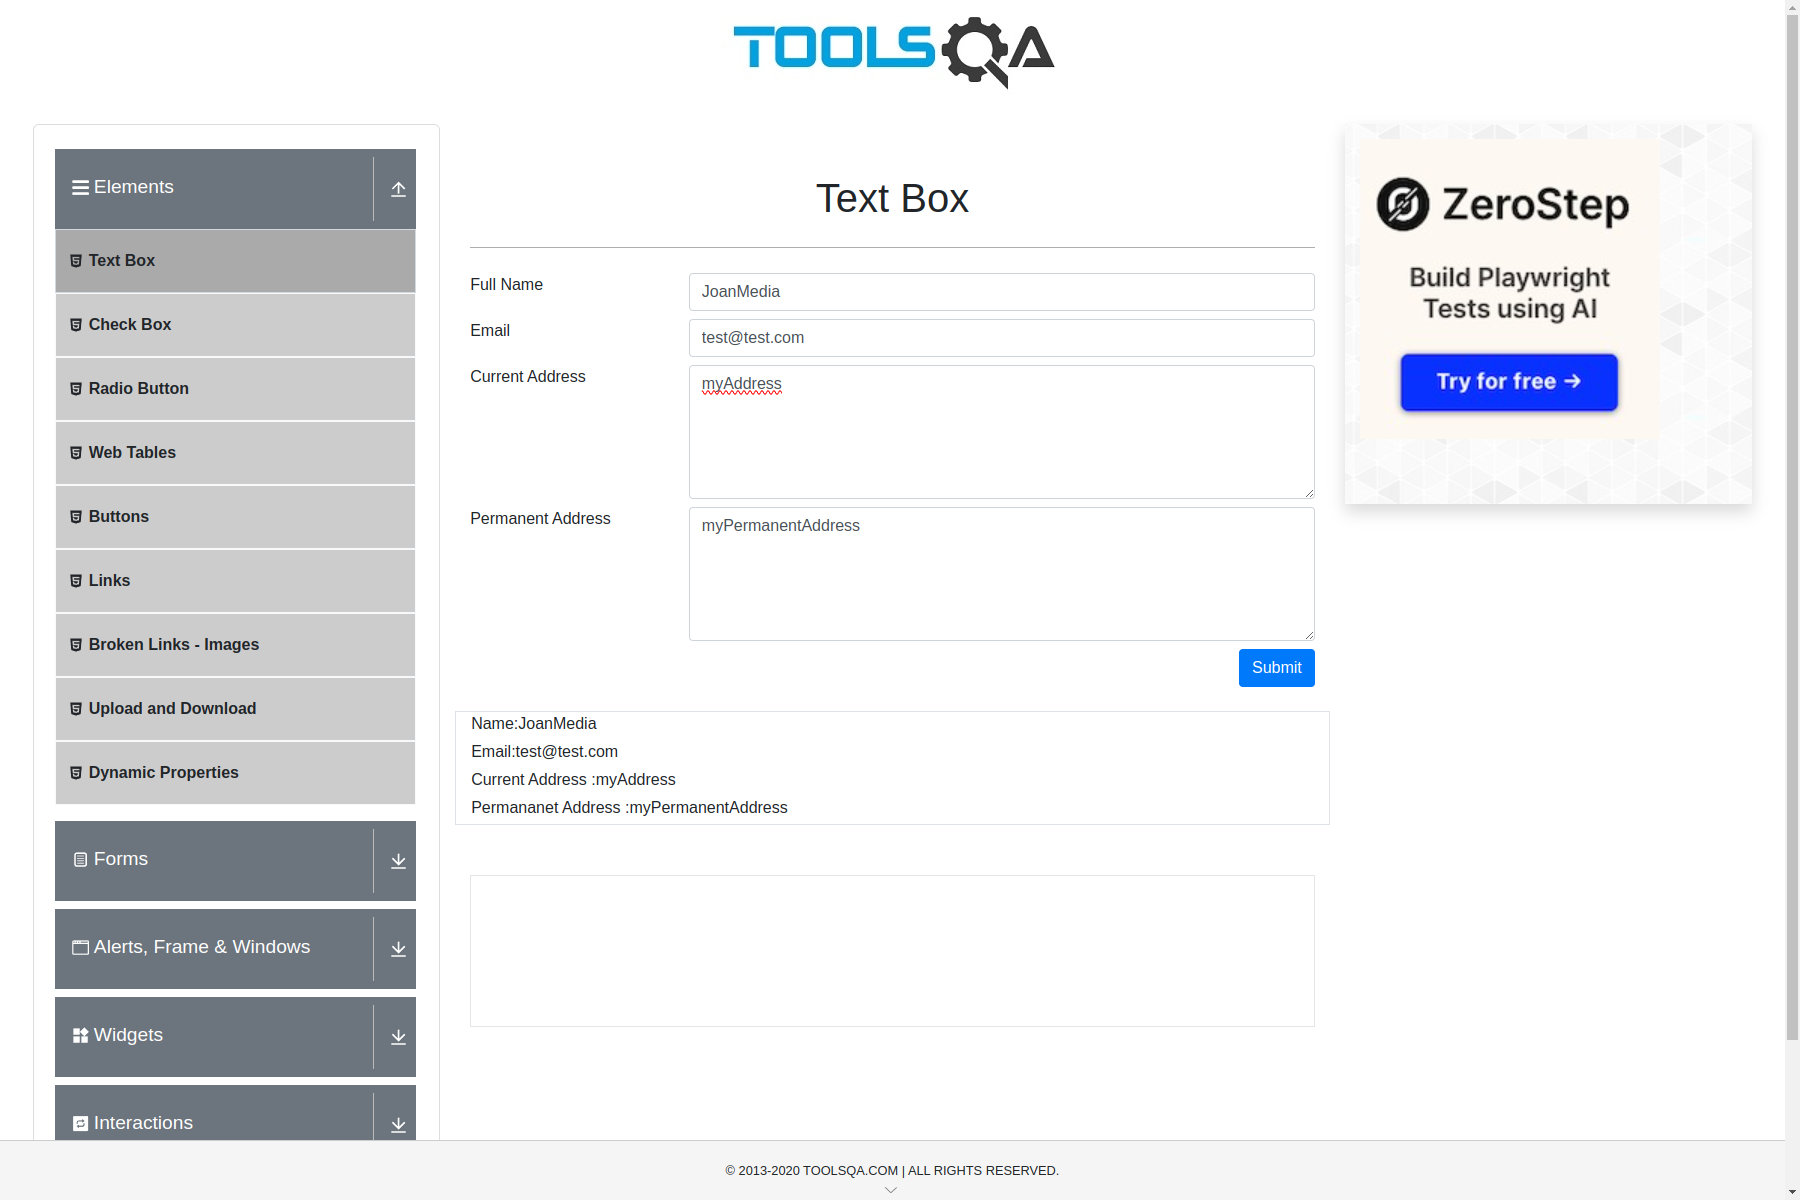 TOOLSQA
Elements
Text Box
Check Box
Radio Button
Web Tables
Buttons
Links
Broken Links - Images
Upload and Download
Dynamic Properties
Forms
Alerts, Frame & Windows
Widgets
Interactions
Text Box
Full Name
JoanMedia
Email
test@test.com
Current Address
myAddress
Permanent Address
myPermanentAddress
Submit
Name:JoanMedia
Email:test@test.com
Current Address :myAddress
Permananet Address :myPermanentAddress
ZeroStep
Build Playwright
Tests using AI
Try for free →
© 2013-2020 TOOLSQA.COM | ALL RIGHTS RESERVED.